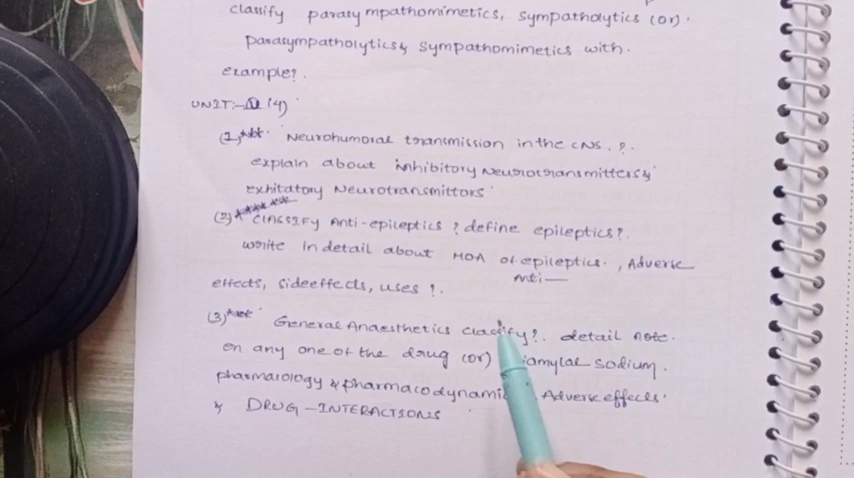 classify parasympathomimetics, sympatholytics (or).
parasympatholytics & sympathomimetics with.
example?.
UNIT:- (4)
(1)*** Neurohumoral transmission in the CNS. ?.
explain about inhibitory Neurotransmitters &
exhitatory Neurotransmittors
(2)***** CLASSIFY Anti-epileptics ? define epileptics?.
write in detail about MOA of epileptics. , Adverse
Anti—
effects, sideeffects, uses ?.
(3)*** General Anaesthetics classify?. detail note.
on any one of the drug (or) iamylal sodium.
& pharmacodynami , Adverse effects.
& DRUG-INTERACTIONS